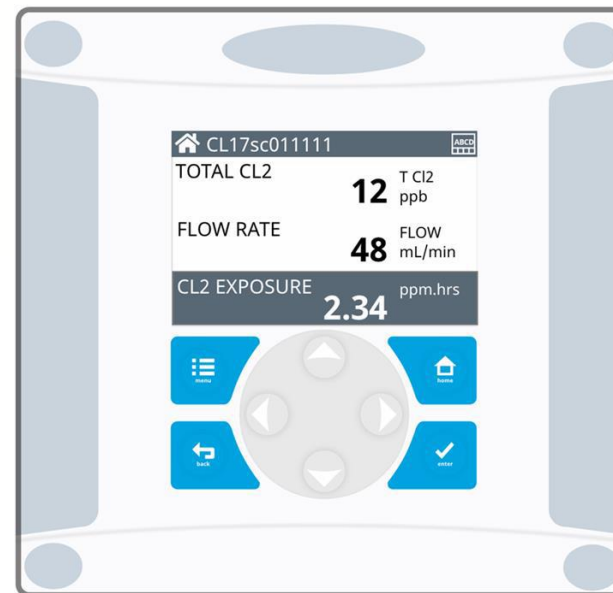 CL17sc011111
ABCD
TOTAL CL2
12 T Cl2 ppb
FLOW RATE
48 FLOW mL/min
CL2 EXPOSURE
2.34 ppm.hrs
menu
home
back
enter